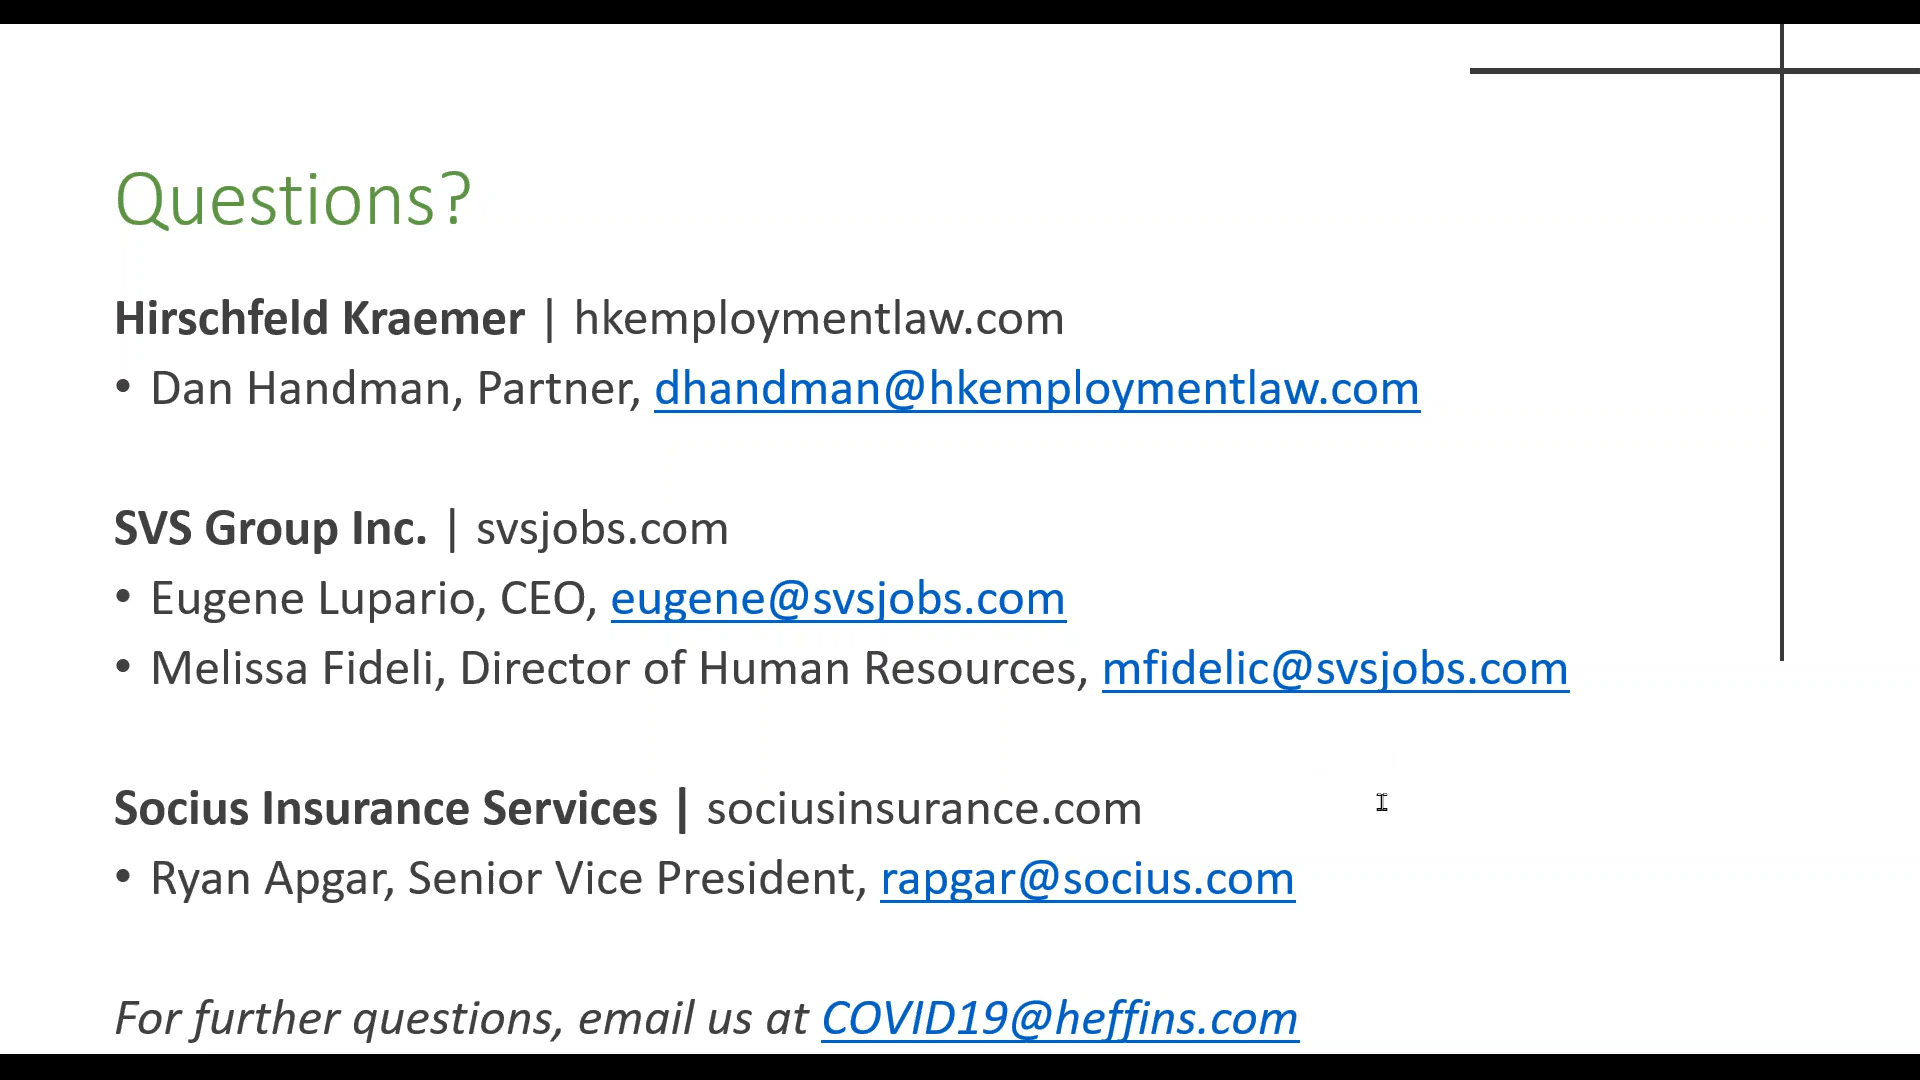 Questions?
Hirschfeld Kraemer | hkemploymentlaw.com
• Dan Handman, Partner, dhandman@hkemploymentlaw.com
SVS Group Inc. | svsjobs.com
• Eugene Lupario, CEO, eugene@svsjobs.com
• Melissa Fideli, Director of Human Resources, mfidelic@svsjobs.com
Socius Insurance Services | sociusinsurance.com
• Ryan Apgar, Senior Vice President, rapgar@socius.com
For further questions, email us at COVID19@heffins.com